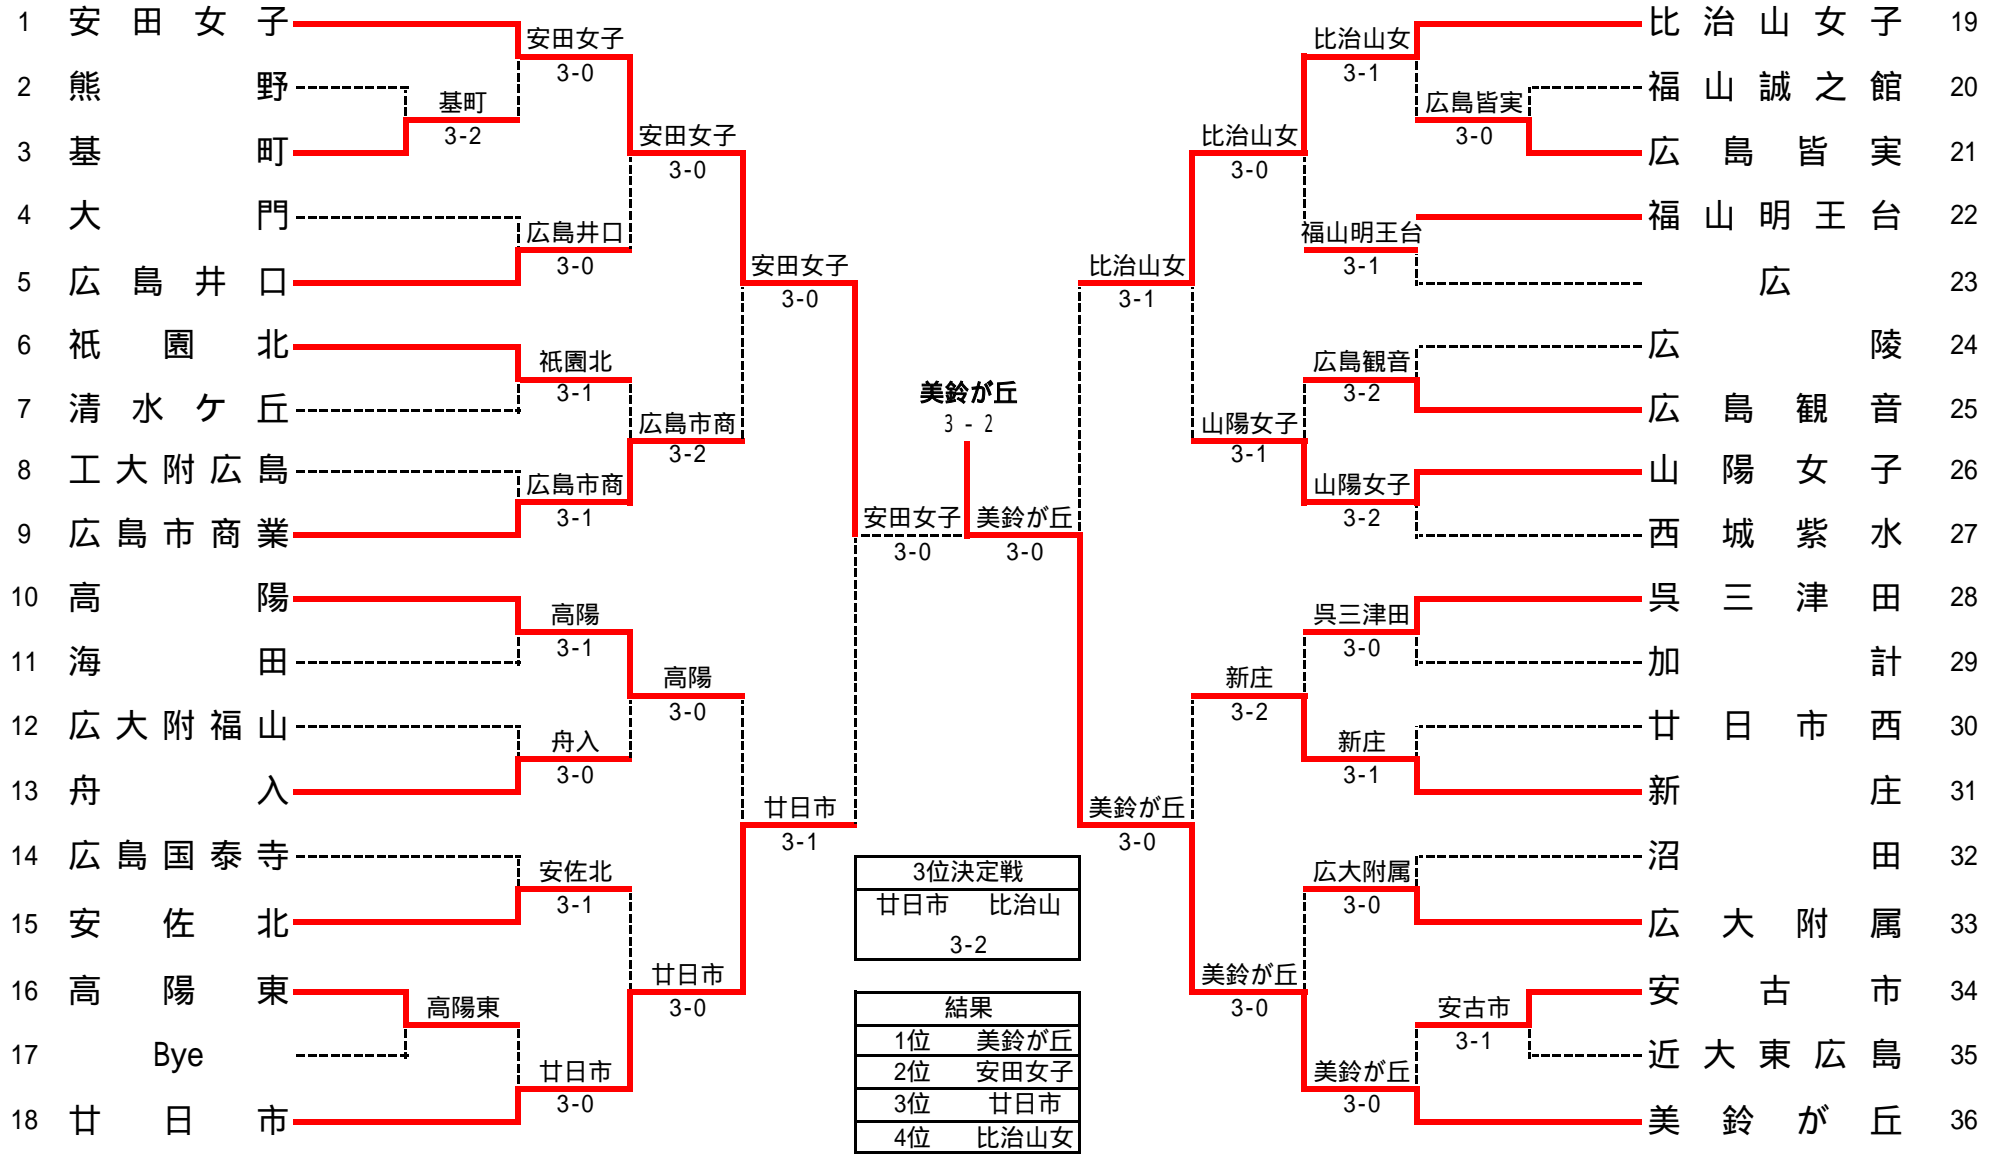 1 安田女子
2 熊野
3 基町
4 大門
5 広島井口
6 祇園北
7 清水ケ丘
8 工大附広島
9 広島市商業
10 高陽
11 海田
12 広大附福山
13 舟入
14 広島国泰寺
15 安佐北
16 高陽東
17 Bye
18 廿日市
基町
3-2
高陽東
安田女子
3-0
広島井口
3-0
祇園北
3-1
広島市商
3-1
高陽
3-1
舟入
3-0
安佐北
3-1
廿日市
3-0
安田女子
3-0
広島市商
3-2
高陽
3-0
廿日市
3-0
安田女子
3-0
廿日市
3-1
安田女子
3-0
美鈴が丘
3 - 2
美鈴が丘
3-0
3位決定戦
廿日市 比治山
3-2
結果
1位 美鈴が丘
2位 安田女子
3位 廿日市
4位 比治山女
比治山女
3-1
美鈴が丘
3-0
比治山女
3-0
山陽女子
3-1
新庄
3-2
美鈴が丘
3-0
比治山女
3-1
福山明王台
3-1
広島観音
3-2
山陽女子
3-2
呉三津田
3-0
新庄
3-1
広大附属
3-0
美鈴が丘
3-0
広島皆実
3-0
安古市
3-1
比治山女子 19
福山誠之館 20
広島皆実 21
福山明王台 22
広 23
広陵 24
広島観音 25
山陽女子 26
西城紫水 27
呉三津田 28
加計 29
廿日市西 30
新庄 31
沼田 32
広大附属 33
安古市 34
近大東広島 35
美鈴が丘 36